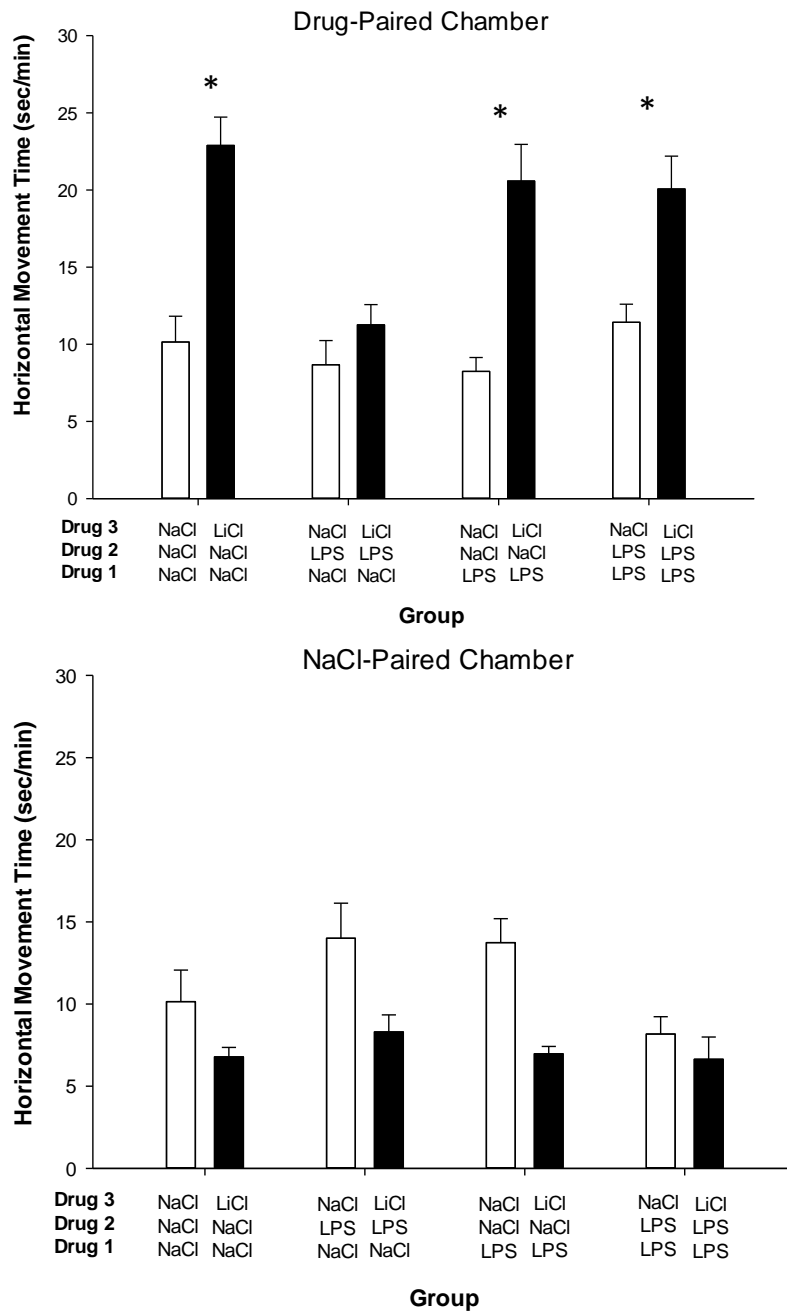 Drug-Paired Chamber
Horizontal Movement Time (sec/min)
30
*
25
*
*
20
15
10
5
0
Drug 3 NaCl LiCl NaCl LiCl NaCl LiCl NaCl LiCl
Drug 2 NaCl NaCl LPS LPS NaCl NaCl LPS LPS
Drug 1 NaCl NaCl NaCl NaCl LPS LPS LPS LPS
Group
NaCl-Paired Chamber
Horizontal Movement Time (sec/min)
30
25
20
15
10
5
0
Drug 3 NaCl LiCl NaCl LiCl NaCl LiCl NaCl LiCl
Drug 2 NaCl NaCl LPS LPS NaCl NaCl LPS LPS
Drug 1 NaCl NaCl NaCl NaCl LPS LPS LPS LPS
Group